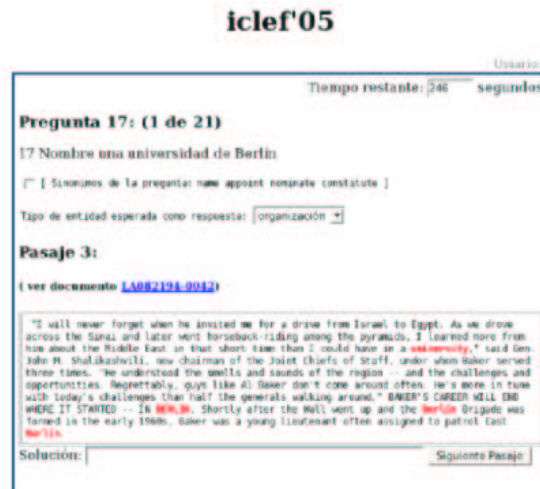 iclef'05
Usuario:
Tiempo restante: 246 segundos
Pregunta 17: (1 de 21)
17 Nombre una universidad de Berlín
[ Sinonimos de la pregunta: name appoint nominate constitute ]
Tipo de entidad esperada como respuesta: organización
Pasaje 3:
( ver documento LA082194-0042)
"I will never forget when he invited me for a drive from Israel to Egypt. As we drove
across the Sinai and later went horseback-riding among the pyramids, I learned more from
him about the Middle East in that short time than I could have in a university," said Gen.
John M. Shalikashvili, now chairman of the Joint Chiefs of Staff, under whom Baker served
three times. "He understood the smells and sounds of the region -- and the challenges and
opportunities. Regrettably, guys like Al Baker don't come around often. He's more in tune
with today's challenges than half the generals walking around." BAKER'S CAREER WILL END
WHERE IT STARTED -- IN BERLIN. Shortly after the Wall went up and the Berlin Brigade was
formed in the early 1960s, Baker was a young lieutenant often assigned to patrol East
Berlin.
Solución: Siguiente Pasaje